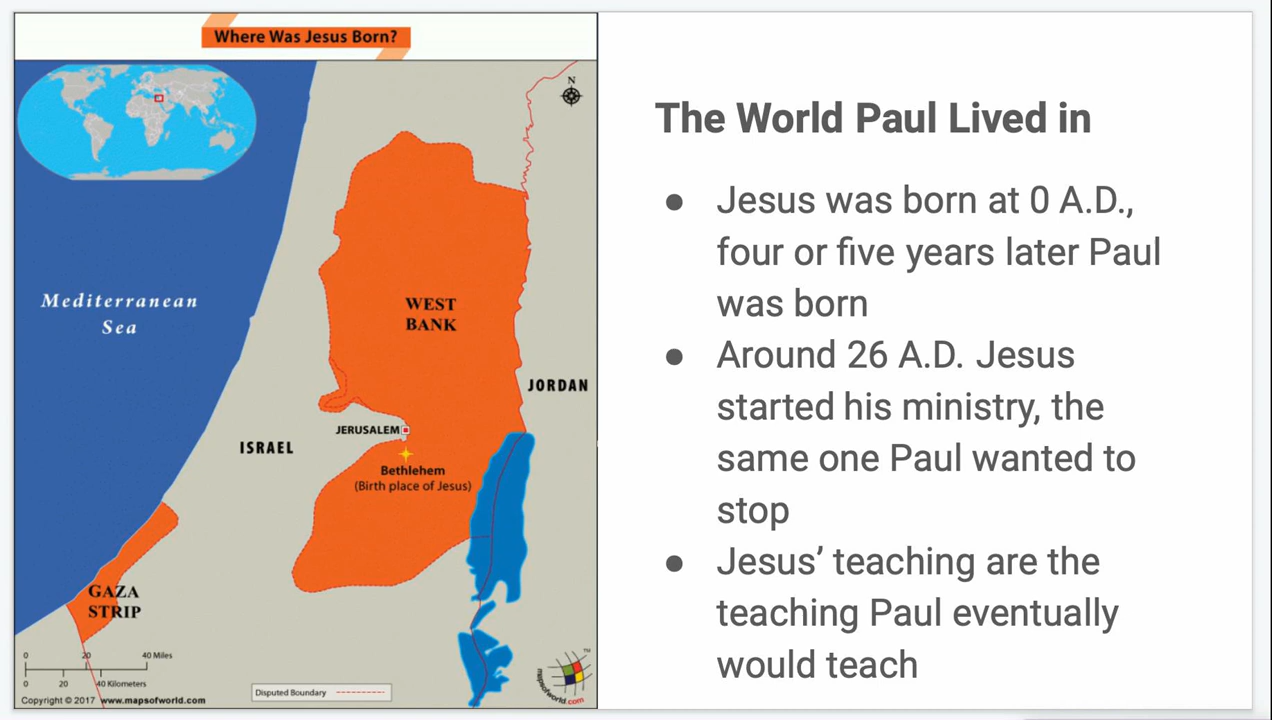 Where Was Jesus Born?
N
Mediterranean
Sea
WEST
BANK
JORDAN
JERUSALEM
ISRAEL
Bethlehem
(Birth place of Jesus)
GAZA
STRIP
0 20 40 Miles
0 20 40 Kilometers
Copyright © 2017 www.mapsofworld.com
Disputed Boundary
mapsofworld.com
TM
The World Paul Lived in
● Jesus was born at 0 A.D.,
four or five years later Paul
was born
● Around 26 A.D. Jesus
started his ministry, the
same one Paul wanted to
stop
● Jesus’ teaching are the
teaching Paul eventually
would teach